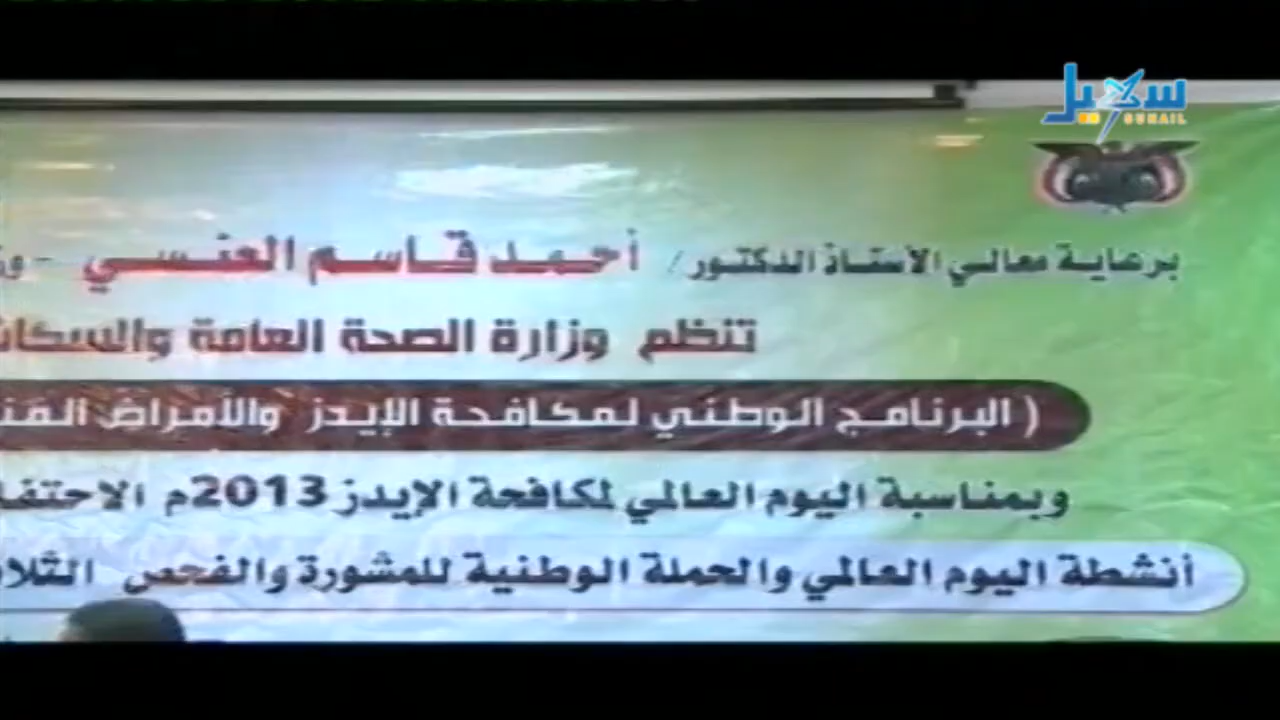 سهيل
SUHAIL
برعاية معالي الأستاذ الدكتور / أحمد قاسم العنسي -
تنظم وزارة الصحة العامة والسكان
( البرنامج الوطني لمكافحة الإيدز والأمراض
وبمناسبة اليوم العالمي لمكافحة الإيدز 2013م
أنشطة اليوم العالمي والحملة الوطنية للمشورة والفحص